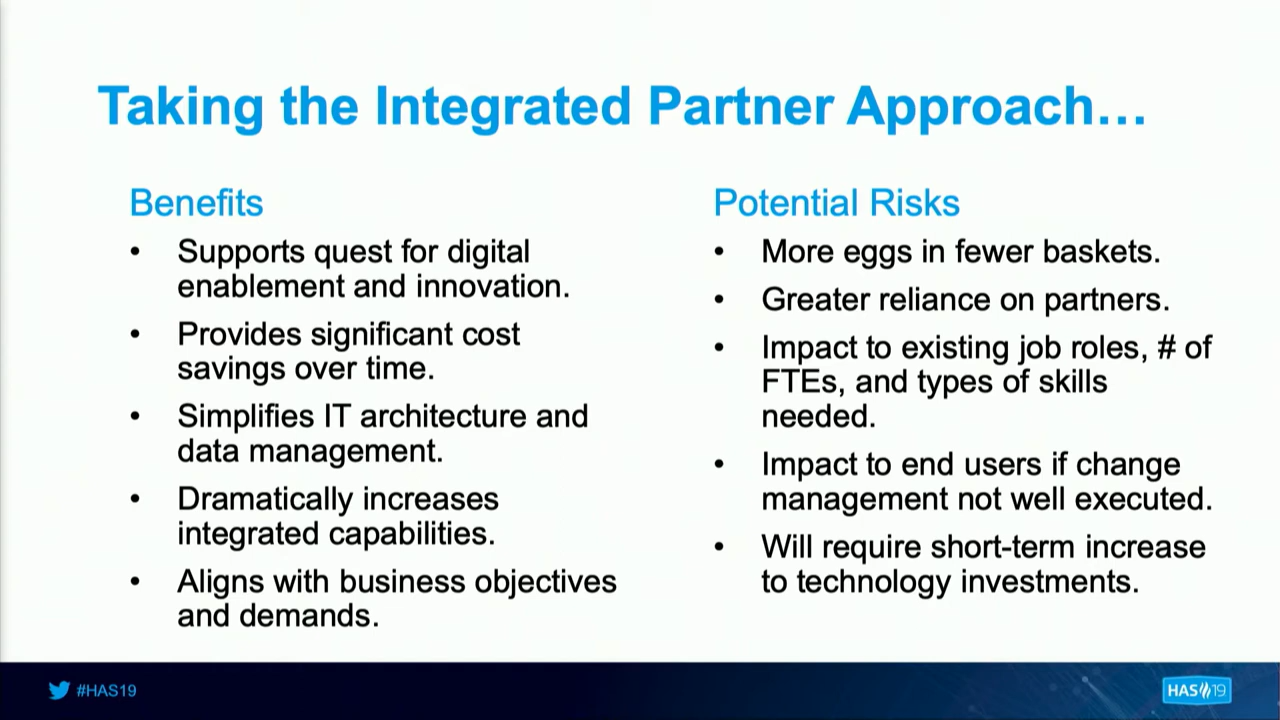 Taking the Integrated Partner Approach…
Benefits
• Supports quest for digital
enablement and innovation.
• Provides significant cost
savings over time.
• Simplifies IT architecture and
data management.
• Dramatically increases
integrated capabilities.
• Aligns with business objectives
and demands.
Potential Risks
• More eggs in fewer baskets.
• Greater reliance on partners.
• Impact to existing job roles, # of
FTEs, and types of skills
needed.
• Impact to end users if change
management not well executed.
• Will require short-term increase
to technology investments.
#HAS19
HAS 19